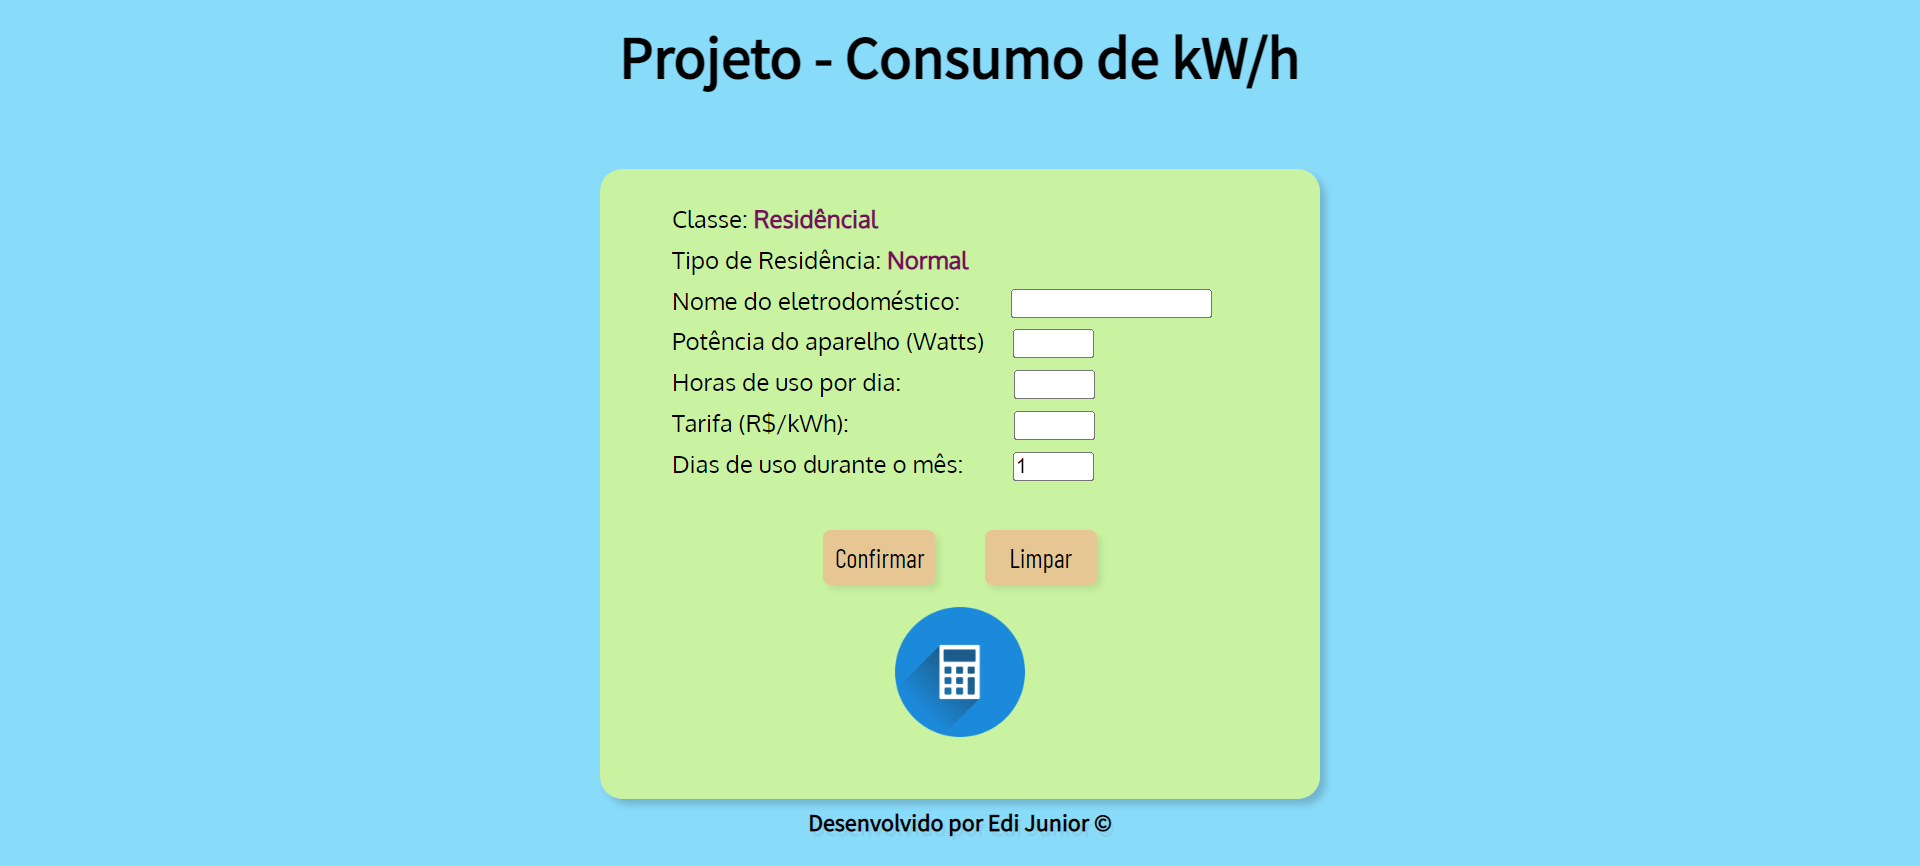 Projeto - Consumo de kW/h
Classe: Residêncial
Tipo de Residência: Normal
Nome do eletrodoméstico:
Potência do aparelho (Watts)
Horas de uso por dia:
Tarifa (R$/kWh):
Dias de uso durante o mês: 1
Confirmar Limpar
Desenvolvido por Edi Junior ©